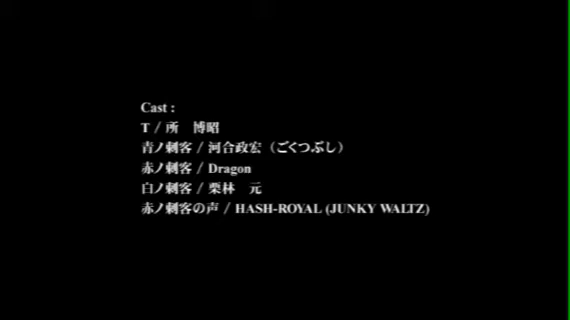 Cast :
T / 所　博昭
青ノ刺客 / 河合政宏（ごくつぶし）
赤ノ刺客 / Dragon
白ノ刺客 / 栗林　元
赤ノ刺客の声 / HASH-ROYAL (JUNKY WALTZ)